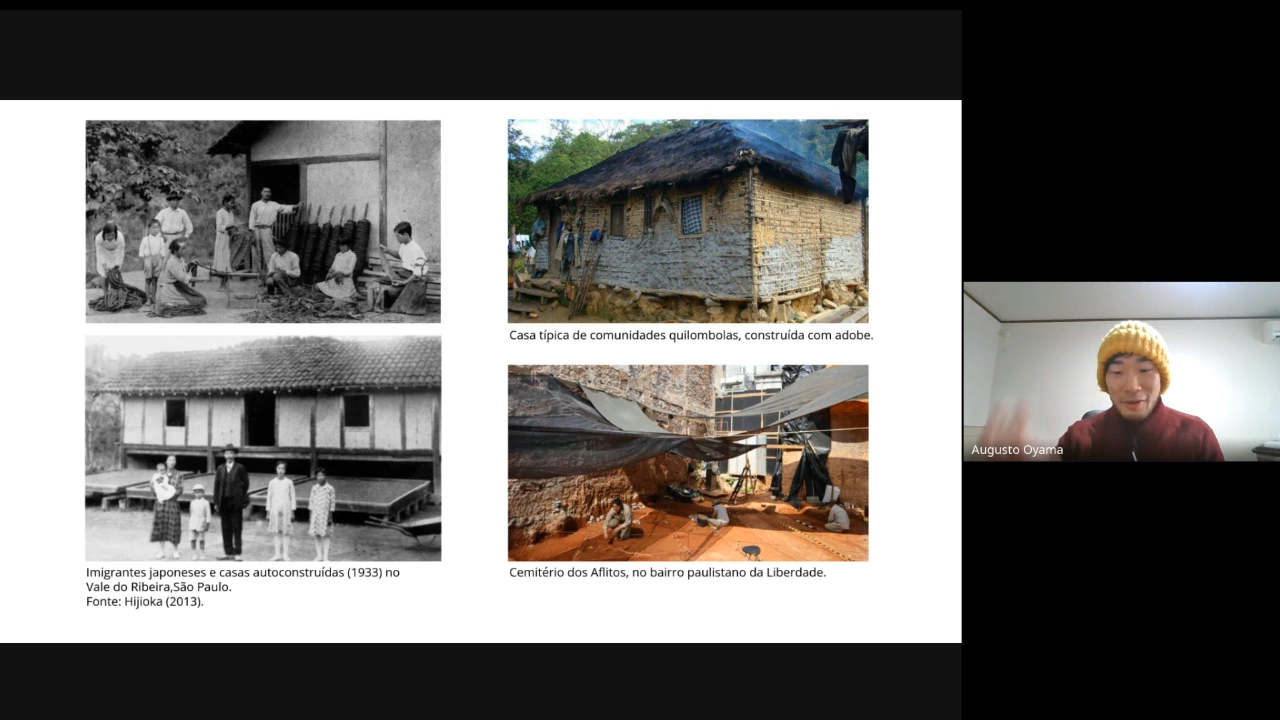 Casa típica de comunidades quilombolas, construída com adobe.
Imigrantes japoneses e casas autoconstruídas (1933) no
Vale do Ribeira,São Paulo.
Fonte: Hijioka (2013).
Cemitério dos Aflitos, no bairro paulistano da Liberdade.
Augusto Oyama